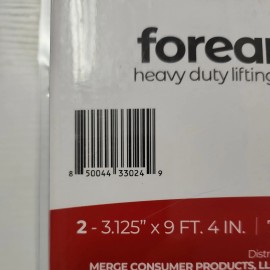 forear
heavy duty lifting
8 50044 33024 9
2 - 3.125” x 9 FT. 4 IN. |
Distr
MERGE CONSUMER PRODUCTS, LL